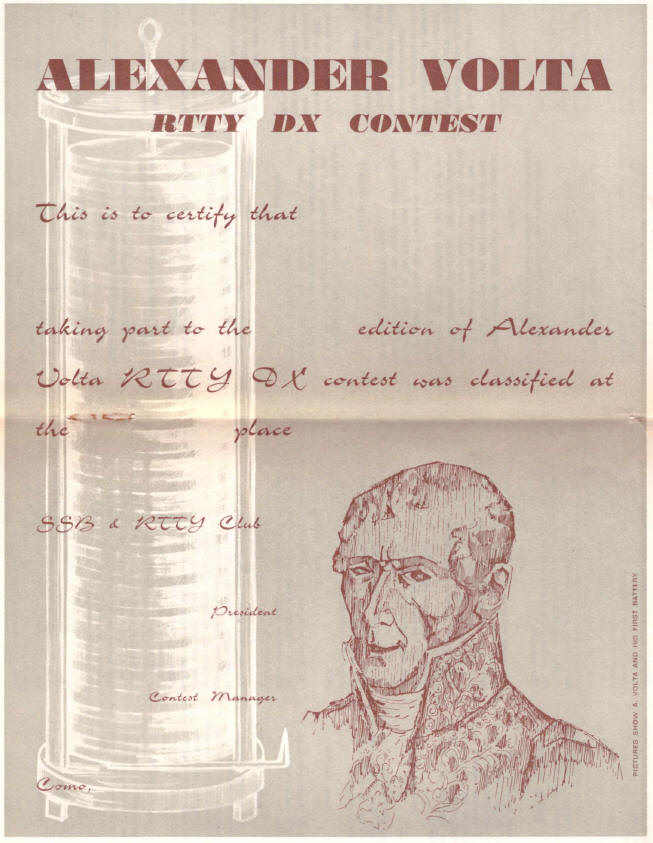 ALEXANDER VOLTA
RTTY DX CONTEST
This is to certify that
taking part to the edition of Alexander
Volta RTTY DX contest was classified at
the place
SSB & RTTY Club
President
Contest Manager
Como,
PICTURES SHOW A. VOLTA AND HIS FIRST BATTERY